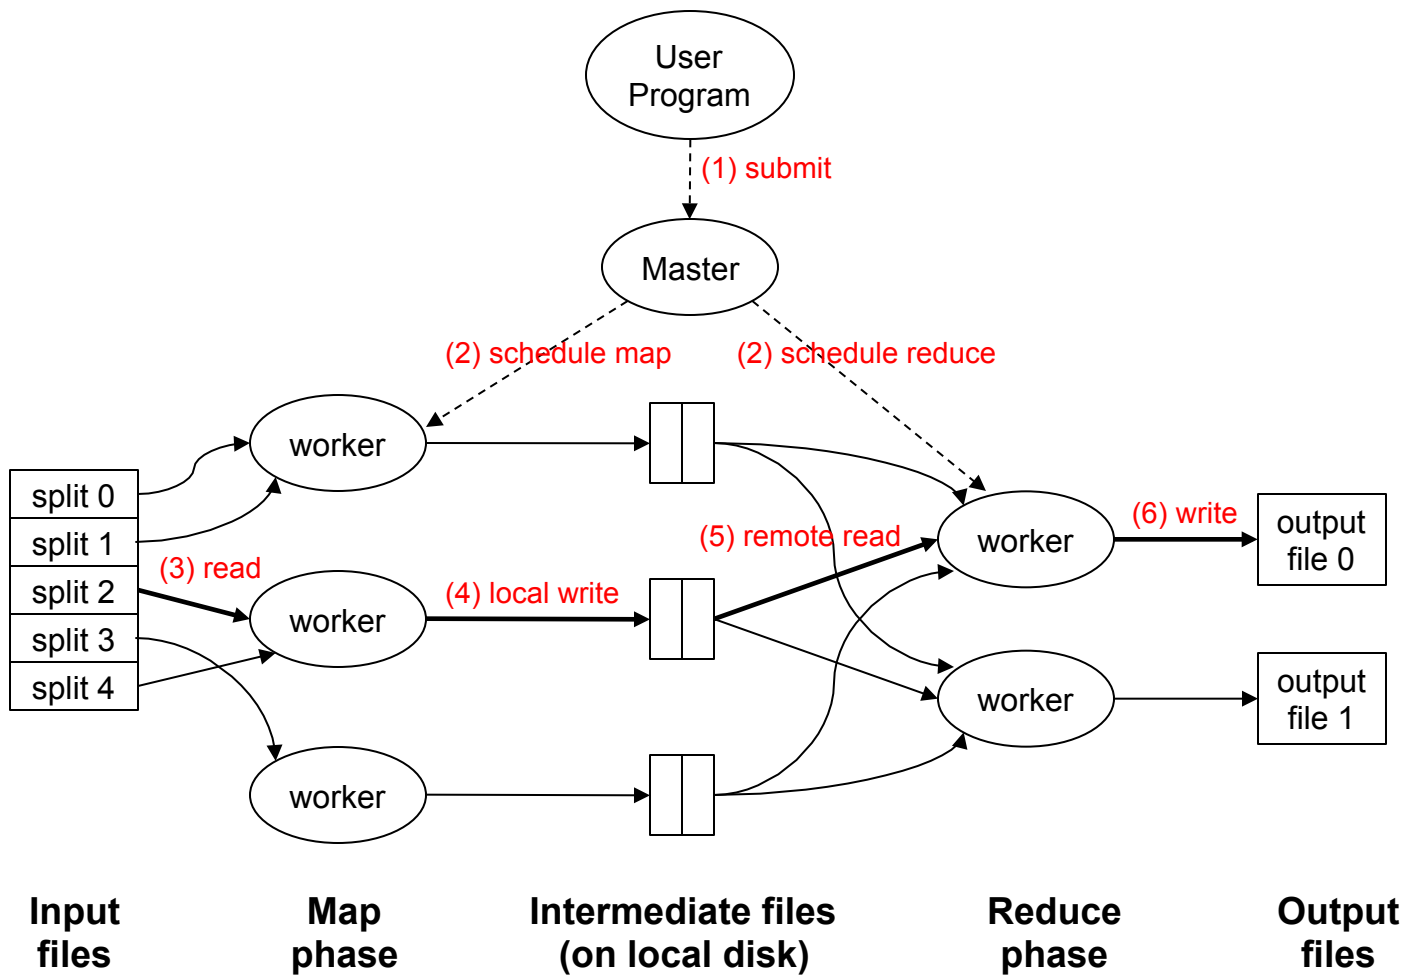 User
Program
(1) submit
Master
(2) schedule map
(2) schedule reduce
worker
split 0
split 1
split 2
split 3
split 4
(3) read
worker
(4) local write
worker
(5) remote read
worker
(6) write
output
file 0
worker
output
file 1
Input
files
Map
phase
Intermediate files
(on local disk)
Reduce
phase
Output
files